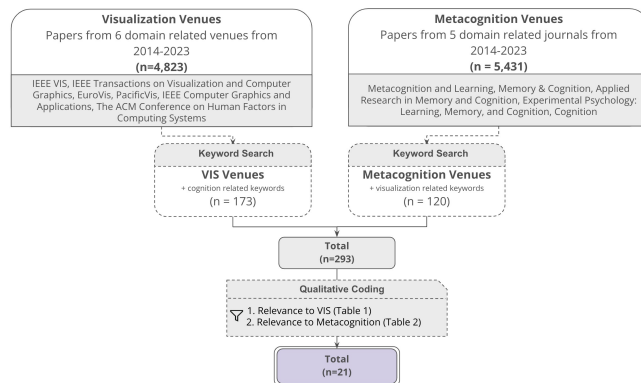 Visualization Venues
Papers from 6 domain related venues from
2014-2023
(n=4,823)
IEEE VIS, IEEE Transactions on Visualization and Computer
Graphics, EuroVis, PacificVis, IEEE Computer Graphics and
Applications, The ACM Conference on Human Factors in
Computing Systems
Metacognition Venues
Papers from 5 domain related journals from
2014-2023
(n = 5,431)
Metacognition and Learning, Memory & Cognition, Applied
Research in Memory and Cognition, Experimental Psychology:
Learning, Memory, and Cognition, Cognition
Keyword Search
VIS Venues
+ cognition related keywords
(n = 173)
Keyword Search
Metacognition Venues
+ visualization related keywords
(n = 120)
Total
(n=293)
Qualitative Coding
1. Relevance to VIS (Table 1)
2. Relevance to Metacognition (Table 2)
Total
(n=21)